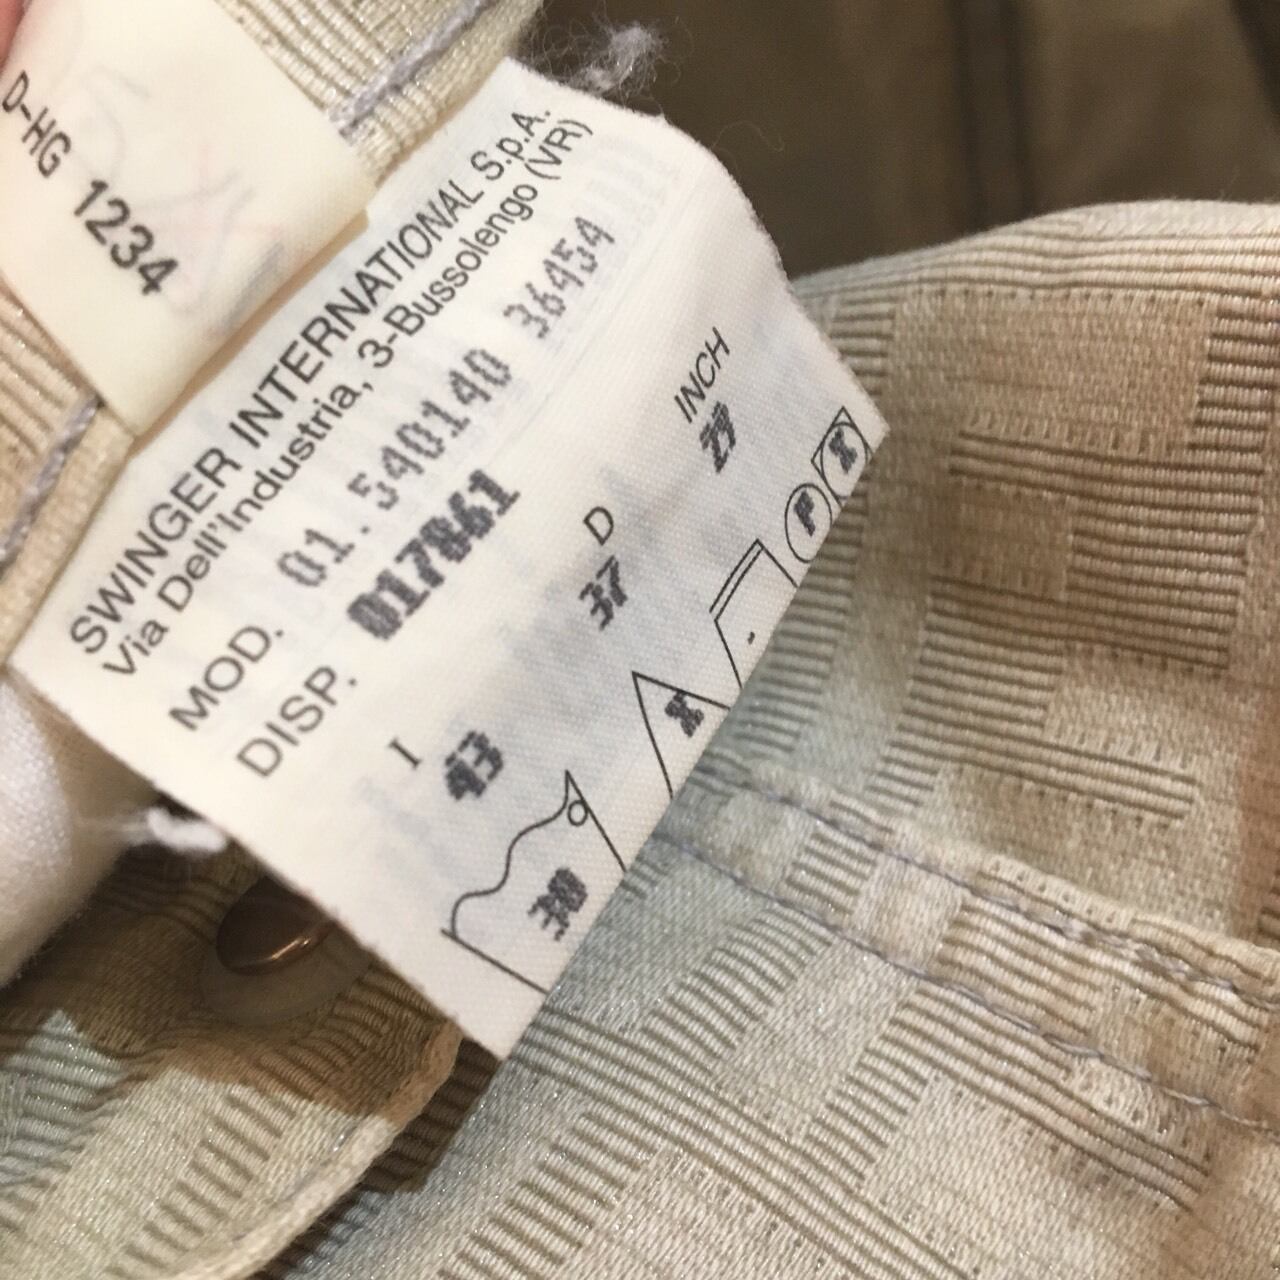 D-HG 1234
SWINGER INTERNATIONAL S.p.A.
Via Dell'Industria, 3-Bussolengo (VR)
MOD. 01.540140 36454
DISP. 017861
I D INCH
43 37 29
30 X P X